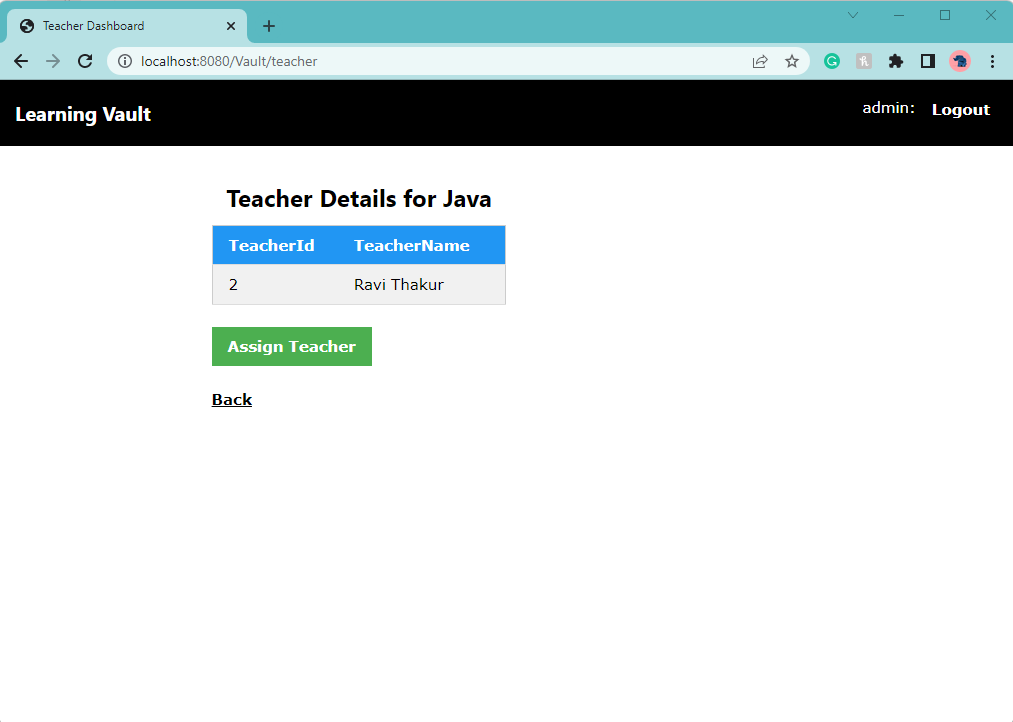 Teacher Dashboard
localhost:8080/Vault/teacher
Learning Vault
admin:
Logout
Teacher Details for Java
TeacherId TeacherName
2 Ravi Thakur
Assign Teacher
Back